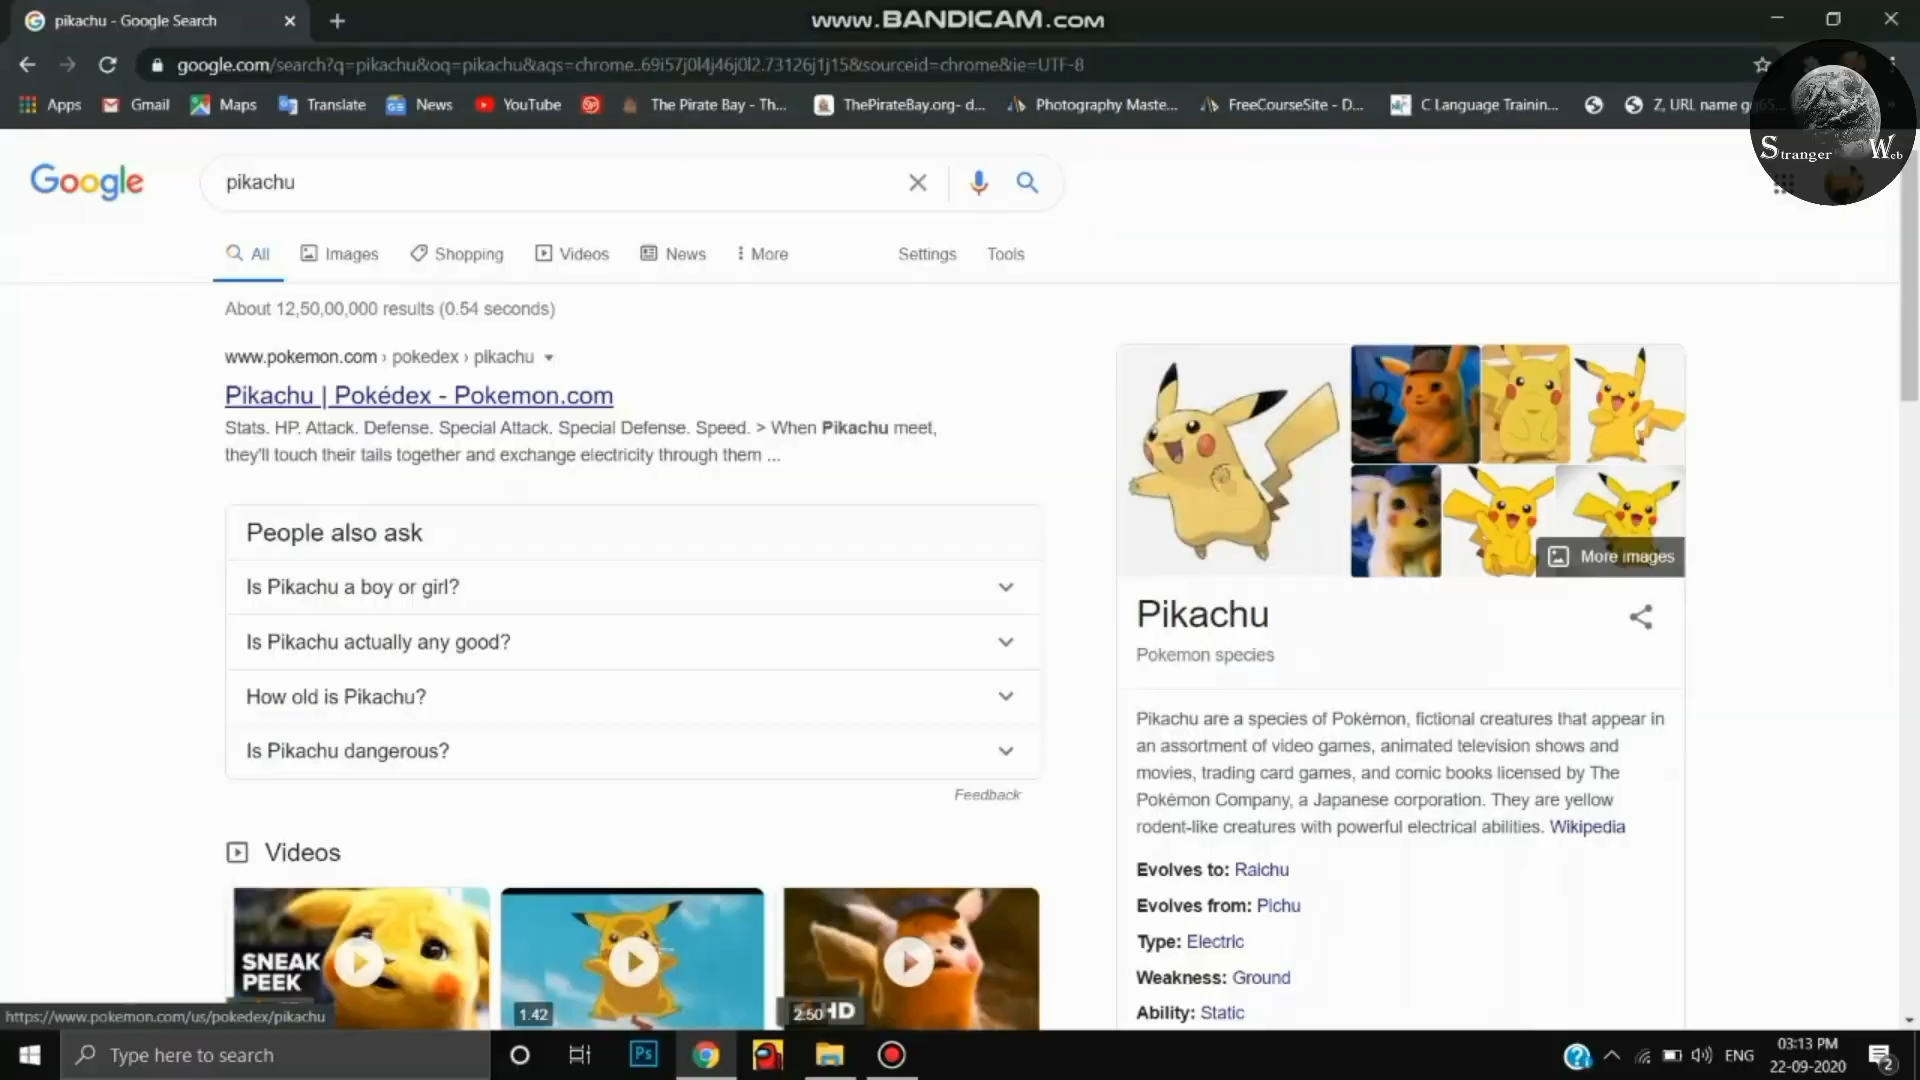 pikachu - Google Search
www.BANDICAM.com
google.com/search?q=pikachu&oq=pikachu&aqs=chrome..69i57j0l4j46j0l2.73126j1j15&sourceid=chrome&ie=UTF-8
Apps Gmail Maps Translate News YouTube The Pirate Bay - Th... ThePirateBay.org- d... Photography Maste... FreeCourseSite - D... C Language Trainin... Z, URL name
Stranger Web
Google
pikachu
All Images Shopping Videos News More Settings Tools
About 12,50,00,000 results (0.54 seconds)
www.pokemon.com › pokedex › pikachu
Pikachu | Pokédex - Pokemon.com
Stats. HP. Attack. Defense. Special Attack. Special Defense. Speed. > When Pikachu meet,
they'll touch their tails together and exchange electricity through them ...
People also ask
Is Pikachu a boy or girl?
Is Pikachu actually any good?
How old is Pikachu?
Is Pikachu dangerous?
Feedback
Videos
SNEAK
PEEK
1:42
2:50 HD
More images
Pikachu
Pokemon species
Pikachu are a species of Pokémon, fictional creatures that appear in
an assortment of video games, animated television shows and
movies, trading card games, and comic books licensed by The
Pokémon Company, a Japanese corporation. They are yellow
rodent-like creatures with powerful electrical abilities. Wikipedia
Evolves to: Raichu
Evolves from: Pichu
Type: Electric
Weakness: Ground
Ability: Static
https://www.pokemon.com/us/pokedex/pikachu
Type here to search
Ps
ENG
03:13 PM
22-09-2020
2